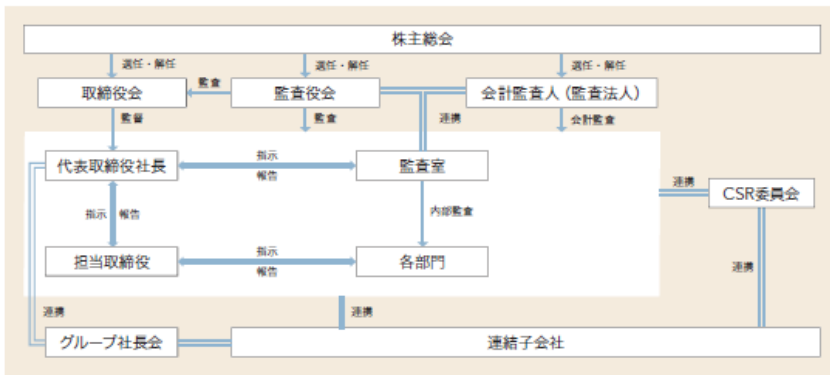 株主総会
選任・解任
選任・解任
選任・解任
取締役会
監査
監査役会
会計監査人(監査法人)
監督
監査
連携
会計監査
代表取締役社長
指示
報告
監査室
連携
CSR委員会
指示
報告
内部監査
担当取締役
指示
報告
各部門
連携
連携
連携
グループ社長会
連結子会社